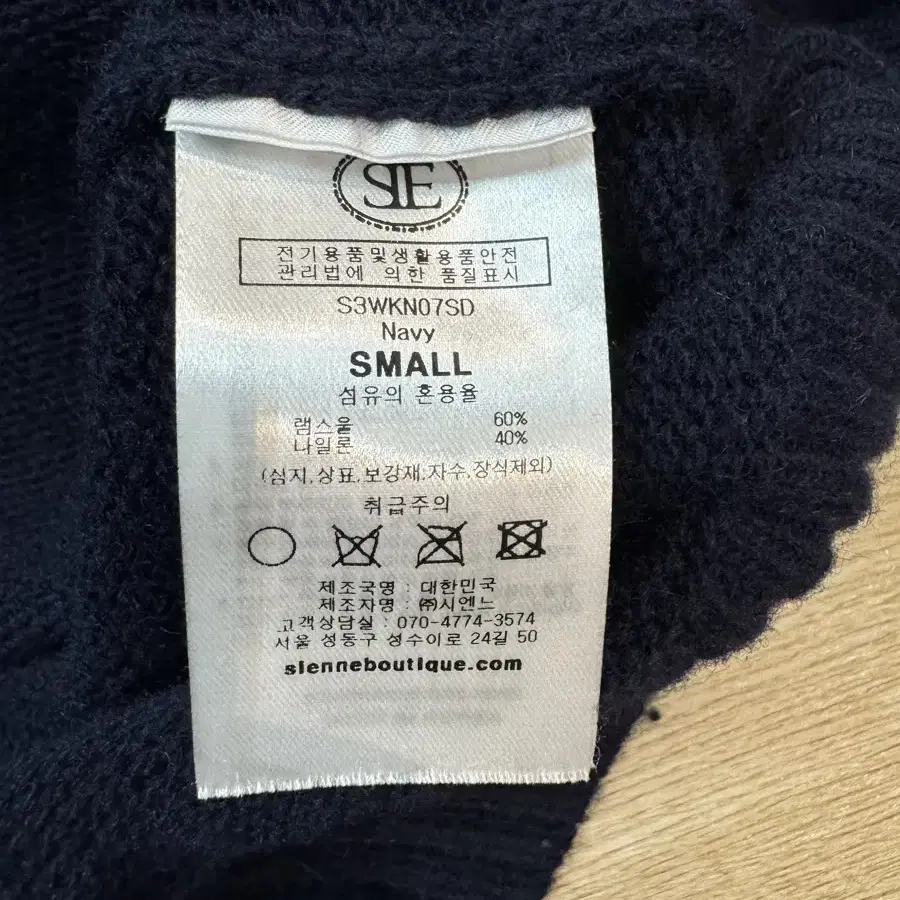 SIE
전기용품및생활용품안전
관리법에 의한 품질표시
S3WKN07SD
Navy
SMALL
섬유의 혼용율
램스울 60%
나일론 40%
(심지,상표,보강재,자수,장식제외)
취급주의
제조국명 : 대한민국
제조자명 : ㈜시엔느
고객상담실 : 070-4774-3574
서울 성동구 성수이로 24길 50
sienneboutique.com